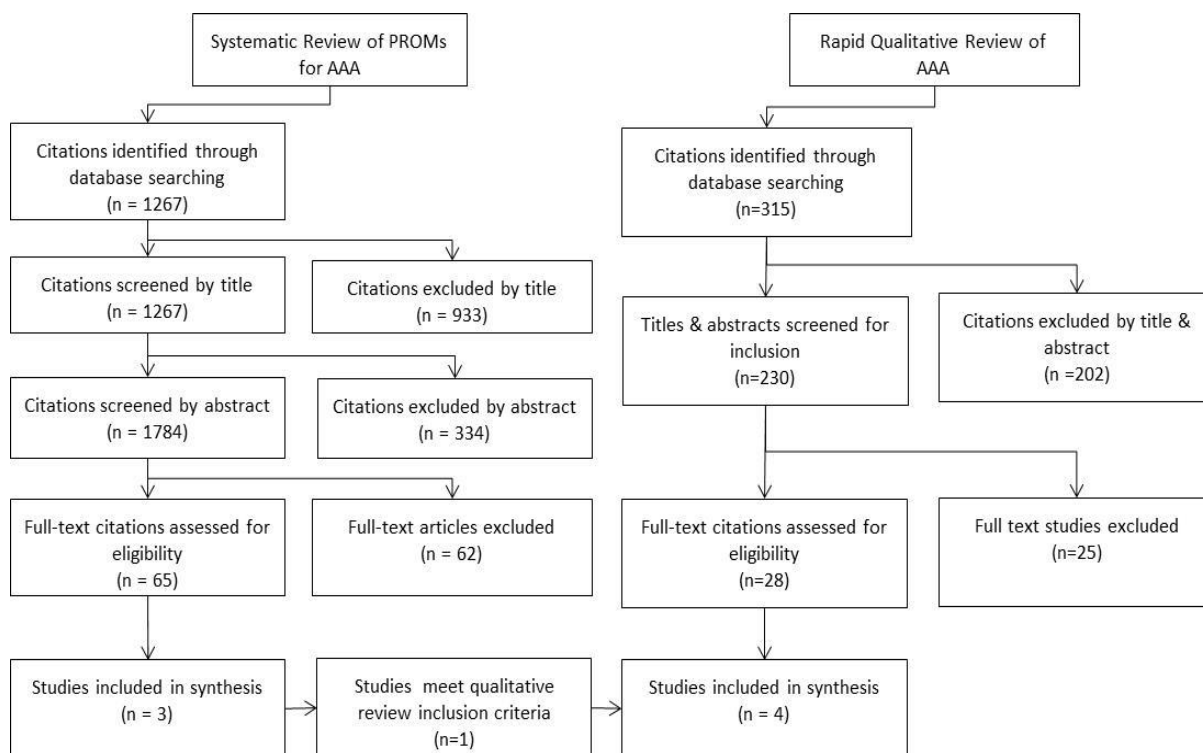 Systematic Review of PROMs
for AAA
Citations identified through
database searching
(n = 1267)
Citations screened by title
(n = 1267)
Citations excluded by title
(n = 933)
Citations screened by abstract
(n = 1784)
Citations excluded by abstract
(n = 334)
Full-text citations assessed for
eligibility
(n = 65)
Full-text articles excluded
(n = 62)
Studies included in synthesis
(n = 3)
Studies meet qualitative
review inclusion criteria
(n=1)
Rapid Qualitative Review of
AAA
Citations identified through
database searching
(n=315)
Titles & abstracts screened for
inclusion
(n=230)
Citations excluded by title &
abstract
(n =202)
Full-text citations assessed for
eligibility
(n=28)
Full text studies excluded
(n=25)
Studies included in synthesis
(n = 4)